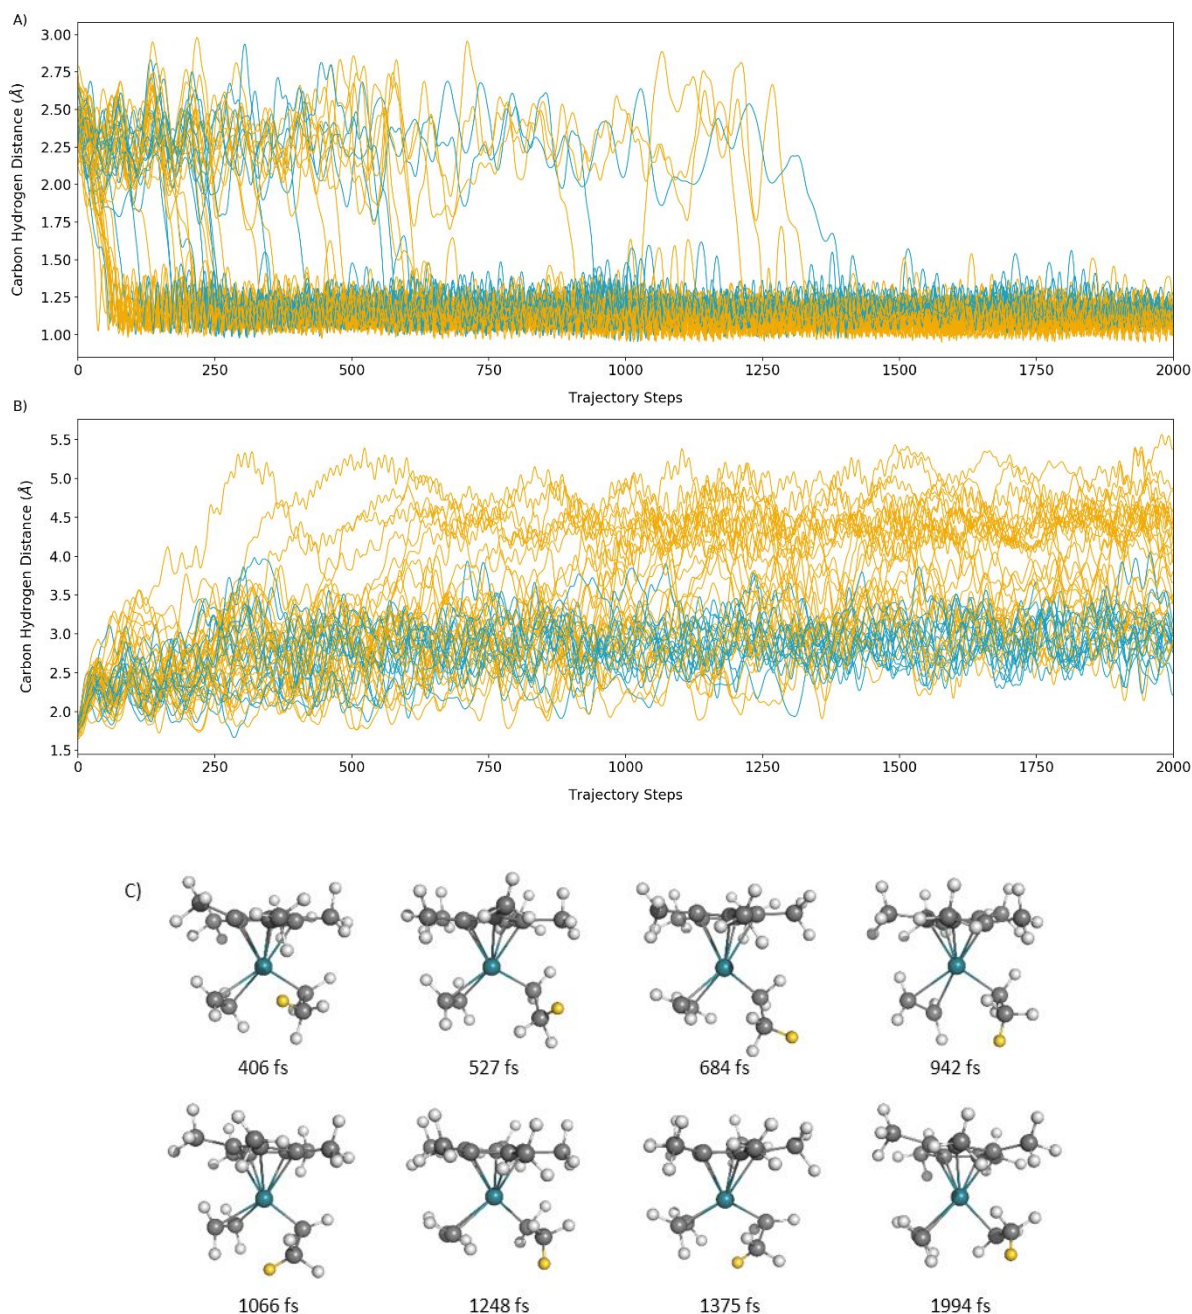 A)
Carbon Hydrogen Distance (Å)
3.00
2.75
2.50
2.25
2.00
1.75
1.50
1.25
1.00
0 250 500 750 1000 1250 1500 1750 2000
Trajectory Steps
B)
Carbon Hydrogen Distance (Å)
5.5
5.0
4.5
4.0
3.5
3.0
2.5
2.0
1.5
0 250 500 750 1000 1250 1500 1750 2000
Trajectory Steps
C)
406 fs 527 fs 684 fs 942 fs
1066 fs 1248 fs 1375 fs 1994 fs